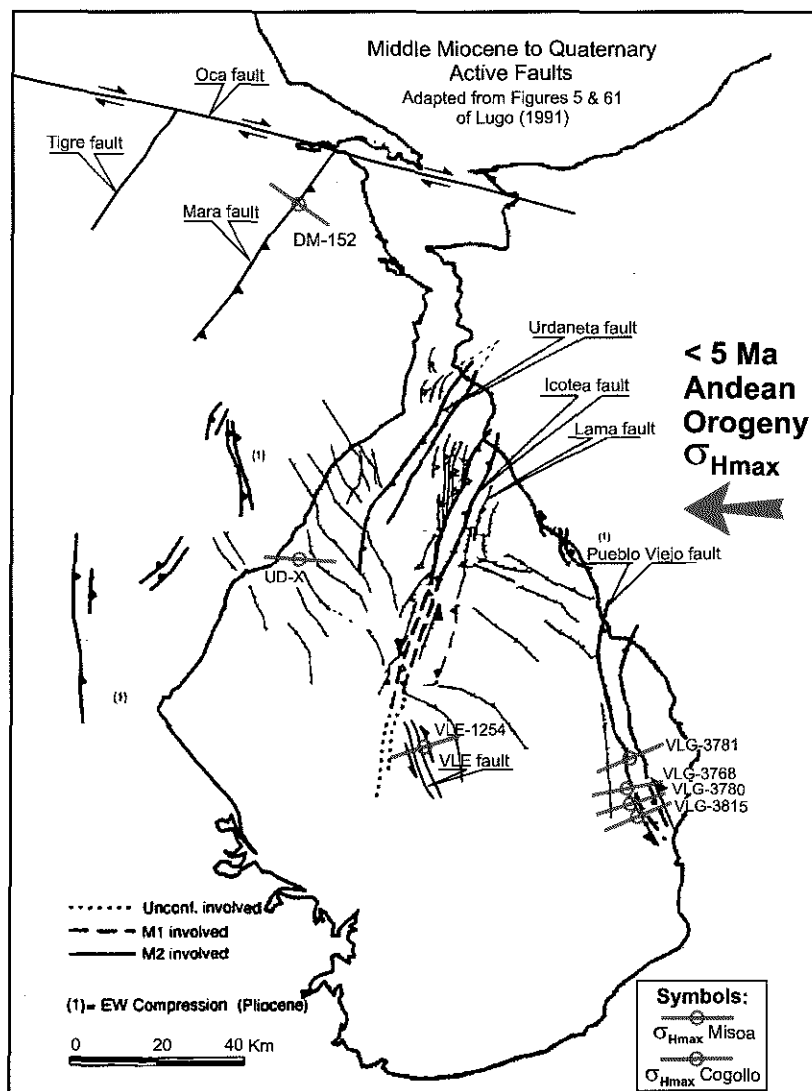 Middle Miocene to Quaternary
Active Faults
Adapted from Figures 5 & 61
of Lugo (1991)
Oca fault
Tigre fault
Mara fault
DM-152
Urdaneta fault
< 5 Ma
Andean
Orogeny
σHmax
Icotea fault
Lama fault
(1)
(1)
Pueblo Viejo fault
UD-X
(1)
VLE-1254
VLE fault
VLG-3781
VLG-3768
VLG-3780
VLG-3815
Unconf. involved
M1 involved
M2 involved
(1)= EW Compression (Pliocene)
0 20 40 Km
Symbols:
σHmax Misoa
σHmax Cogollo